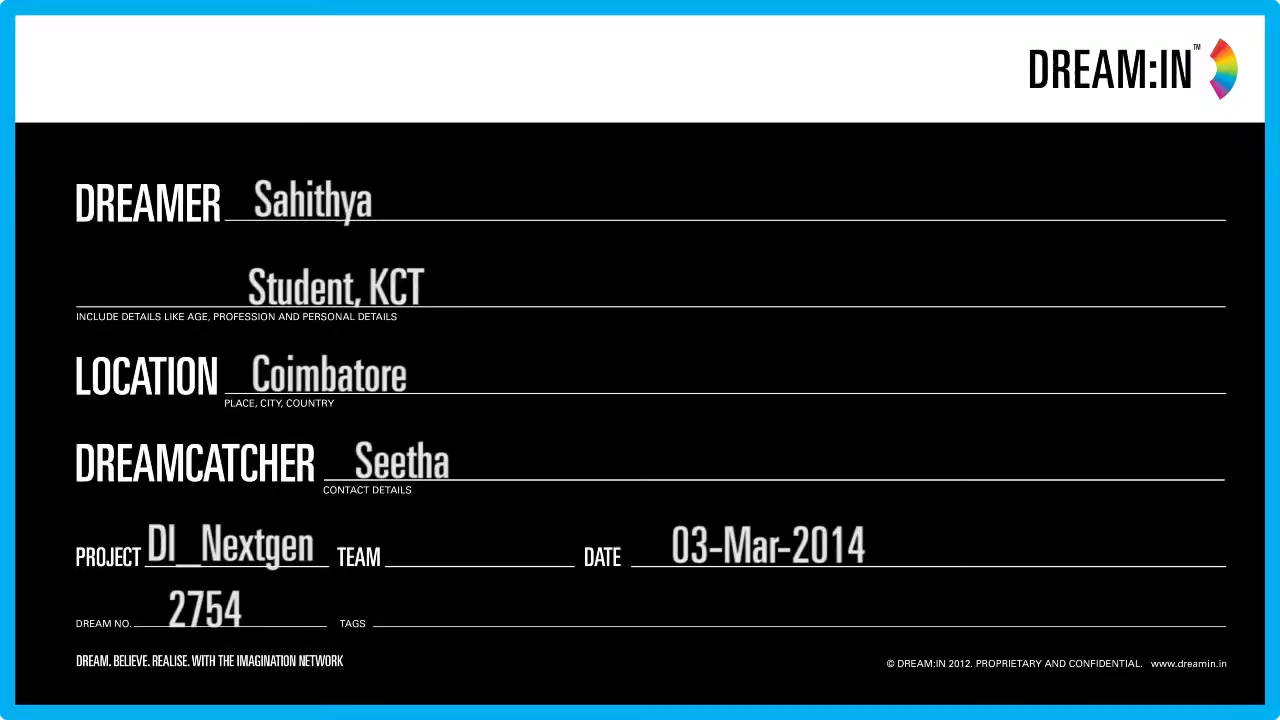 DREAM:IN™
DREAMER Sahithya
Student, KCT
INCLUDE DETAILS LIKE AGE, PROFESSION AND PERSONAL DETAILS
LOCATION Coimbatore
PLACE, CITY, COUNTRY
DREAMCATCHER Seetha
CONTACT DETAILS
PROJECT DI_Nextgen TEAM DATE 03-Mar-2014
DREAM NO. 2754 TAGS
DREAM. BELIEVE. REALISE. WITH THE IMAGINATION NETWORK © DREAM:IN 2012. PROPRIETARY AND CONFIDENTIAL. www.dreamin.in